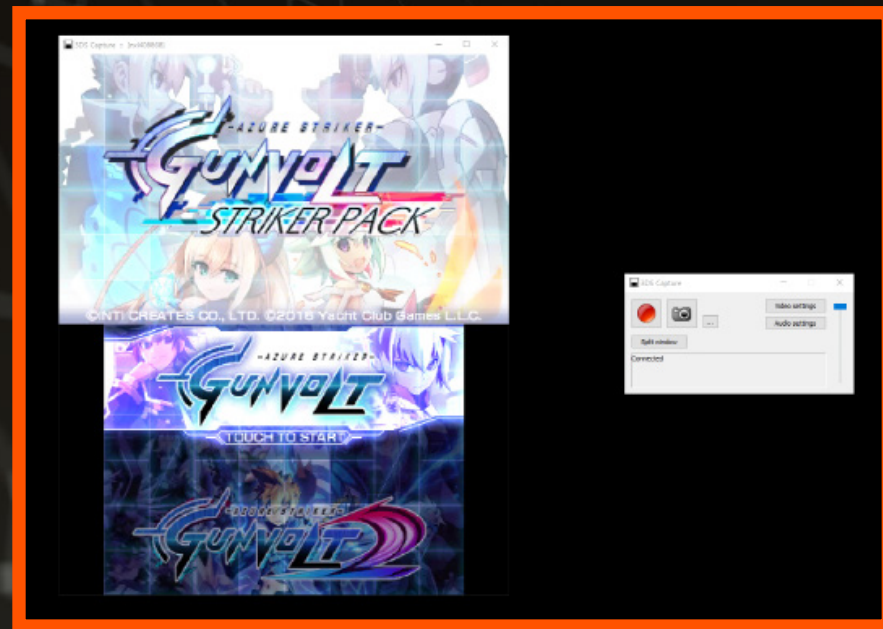 3DS Capture
-AZURE STRIKER-
GUNVOLT
STRIKER PACK
©INTI CREATES CO., LTD. ©2016 Yacht Club Games L.L.C.
-AZURE STRIKER-
GUNVOLT
TOUCH TO START
-AZURE STRIKER-
GUNVOLT 2
3DS Capture
Video settings
...
Audio settings
Split window
Connected